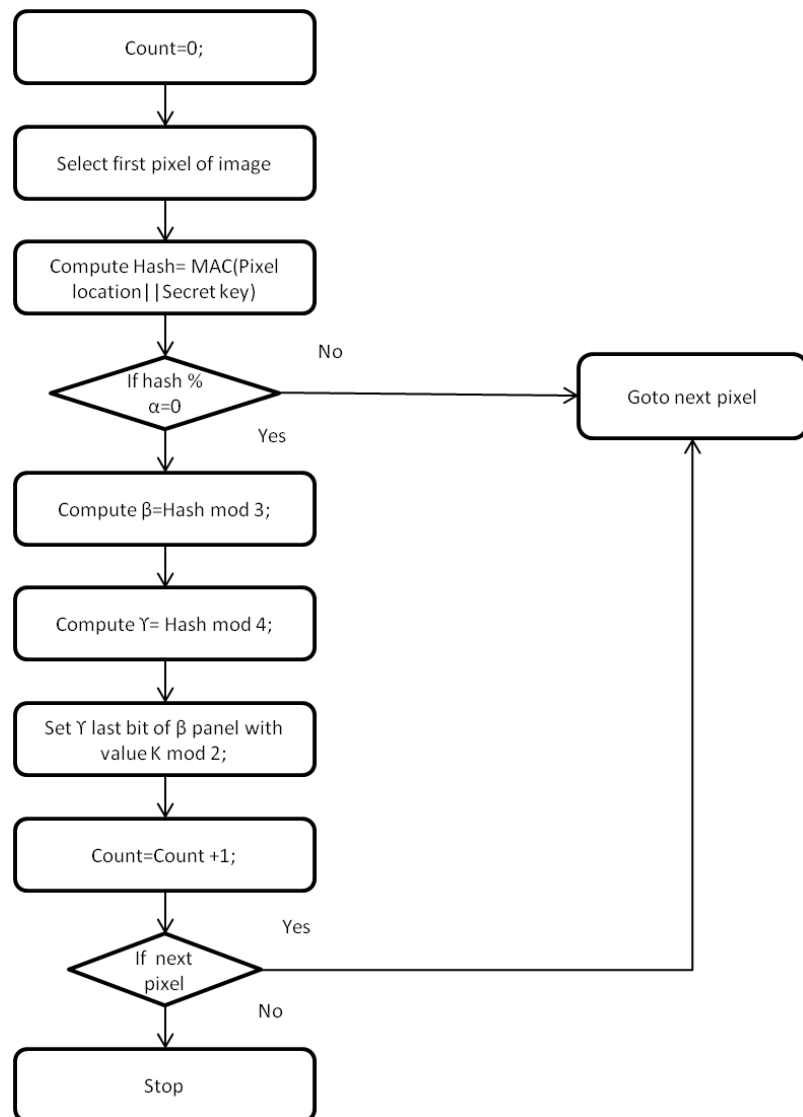 Count=0;
Select first pixel of image
Compute Hash= MAC(Pixel
location||Secret key)
No
If hash %
α=0
Goto next pixel
Yes
Compute β=Hash mod 3;
Compute ϒ= Hash mod 4;
Set ϒ last bit of β panel with
value K mod 2;
Count=Count +1;
Yes
If  next
pixel
No
Stop